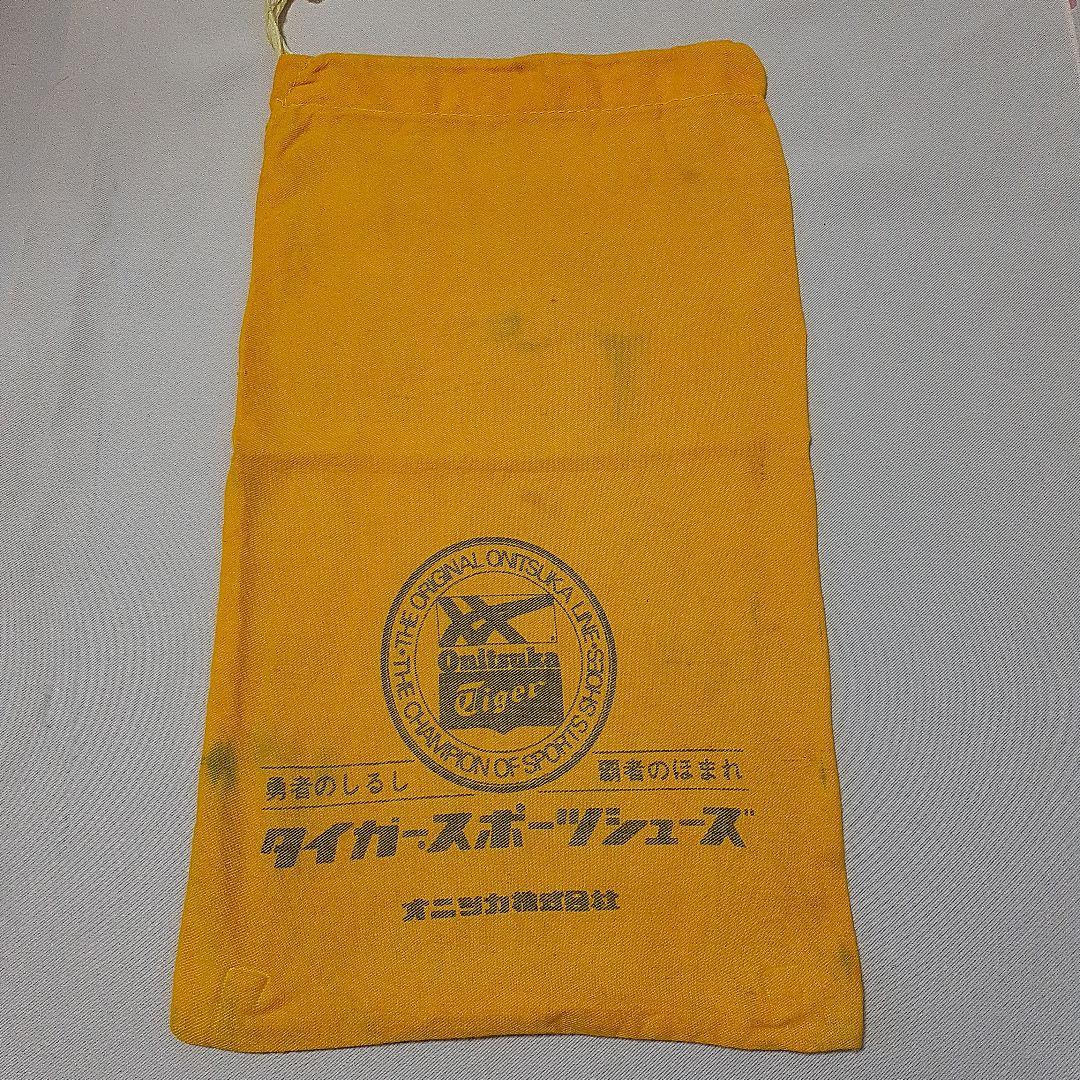 THE ORIGINAL ONITSUKA LINE
Onitsuka
Tiger
THE CHAMPION OF SPORTS SHOES
勇者のしるし
覇者のほまれ
タイガースポーツシューズ
オニツカ株式会社